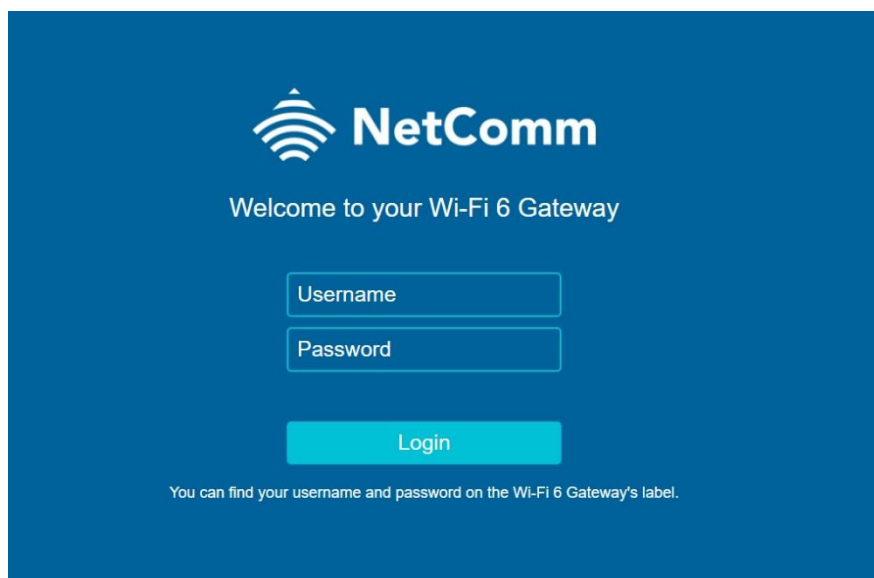 NetComm
Welcome to your Wi-Fi 6 Gateway
Username
Password
Login
You can find your username and password on the Wi-Fi 6 Gateway's label.